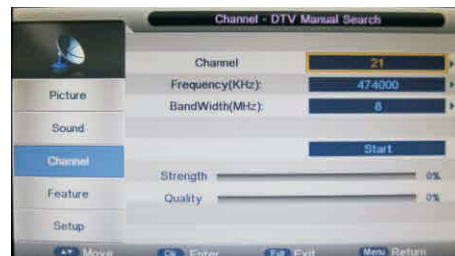 Channel - DTV Manual Search
Channel 21
Frequency(KHz): 474000
BandWidth(MHz): 8
Start
Strength 0%
Quality 0%
Picture
Sound
Channel
Feature
Setup
Move Ok Enter Exit Exit Menu Return